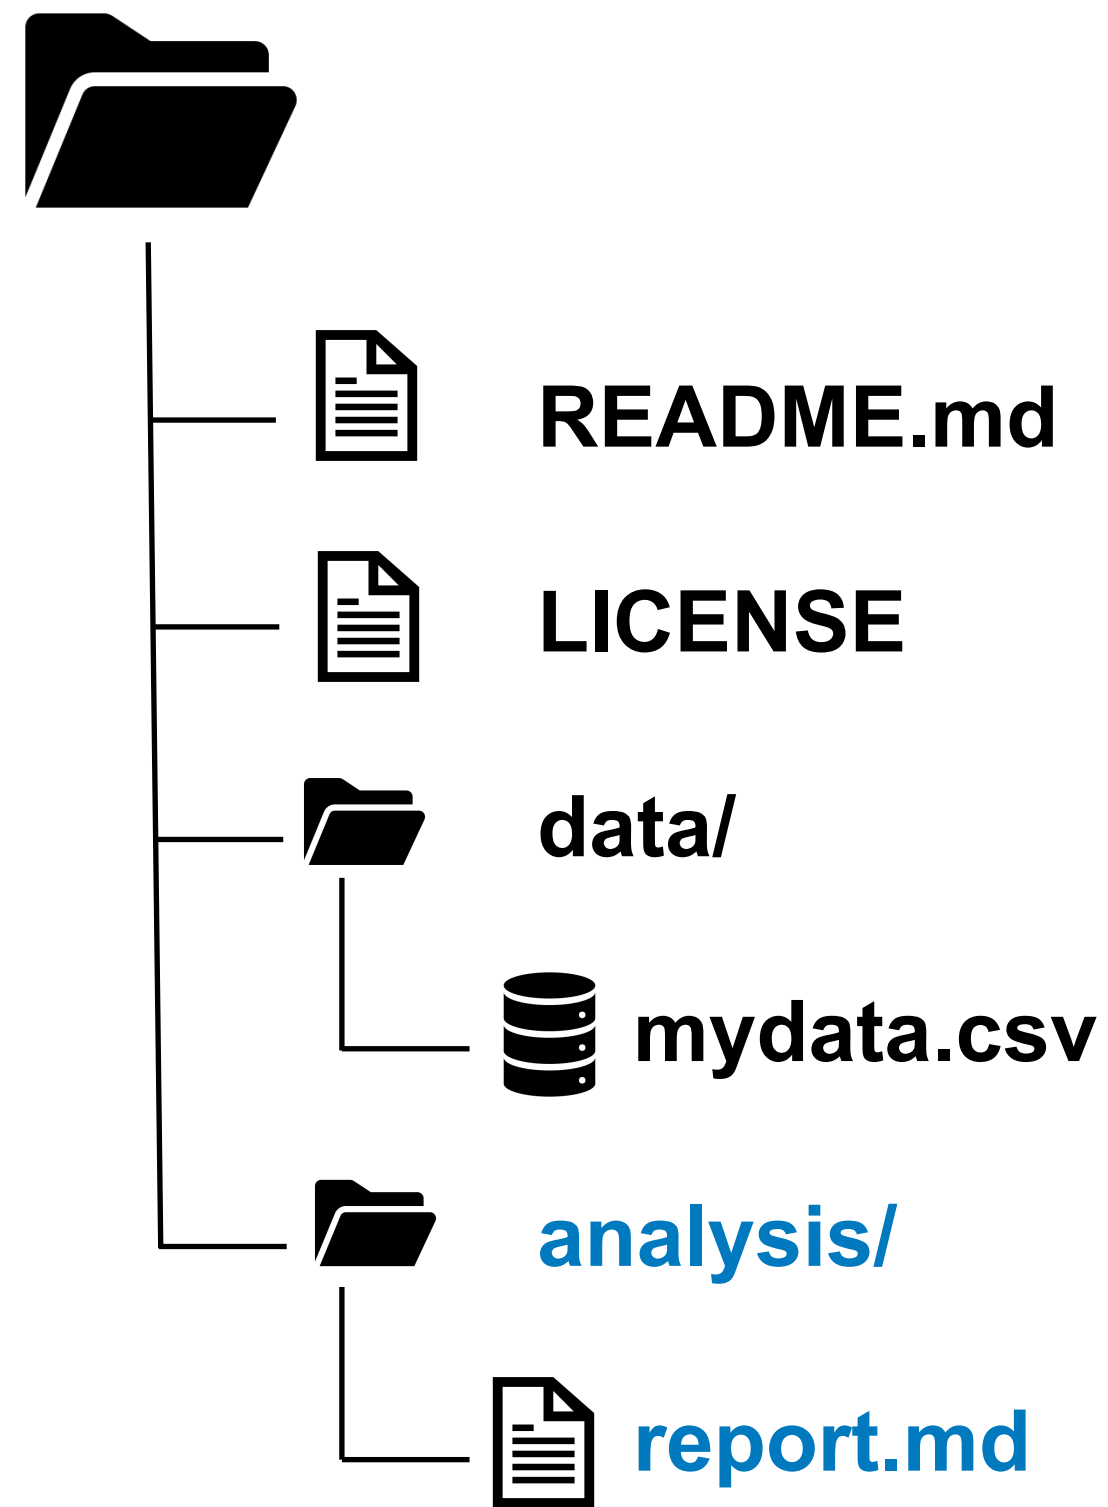 README.md
LICENSE
data/
mydata.csv
analysis/
report.md